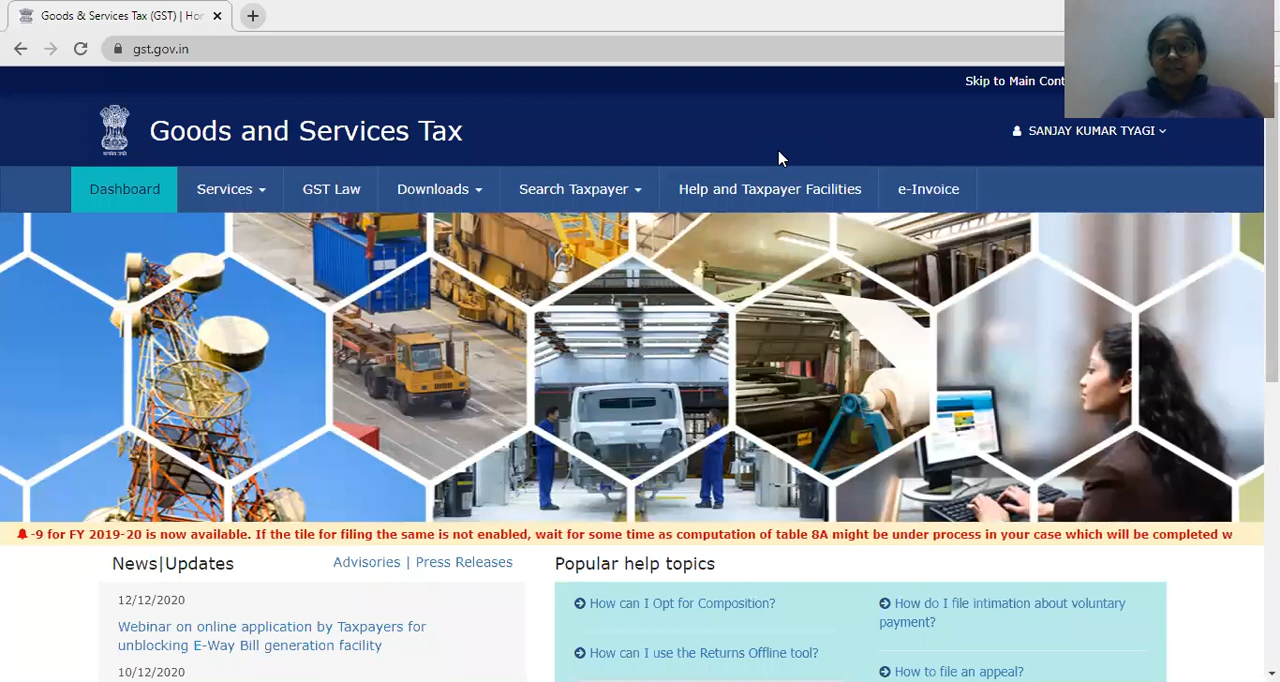 Goods & Services Tax (GST) | Hor
gst.gov.in
Skip to Main Cont
Goods and Services Tax
SANJAY KUMAR TYAGI
Dashboard
Services
GST Law
Downloads
Search Taxpayer
Help and Taxpayer Facilities
e-Invoice
-9 for FY 2019-20 is now available. If the tile for filing the same is not enabled, wait for some time as computation of table 8A might be under process in your case which will be completed w
News|Updates
Advisories | Press Releases
12/12/2020
Webinar on online application by Taxpayers for
unblocking E-Way Bill generation facility
10/12/2020
Popular help topics
How can I Opt for Composition?
How can I use the Returns Offline tool?
How do I file intimation about voluntary
payment?
How to file an appeal?